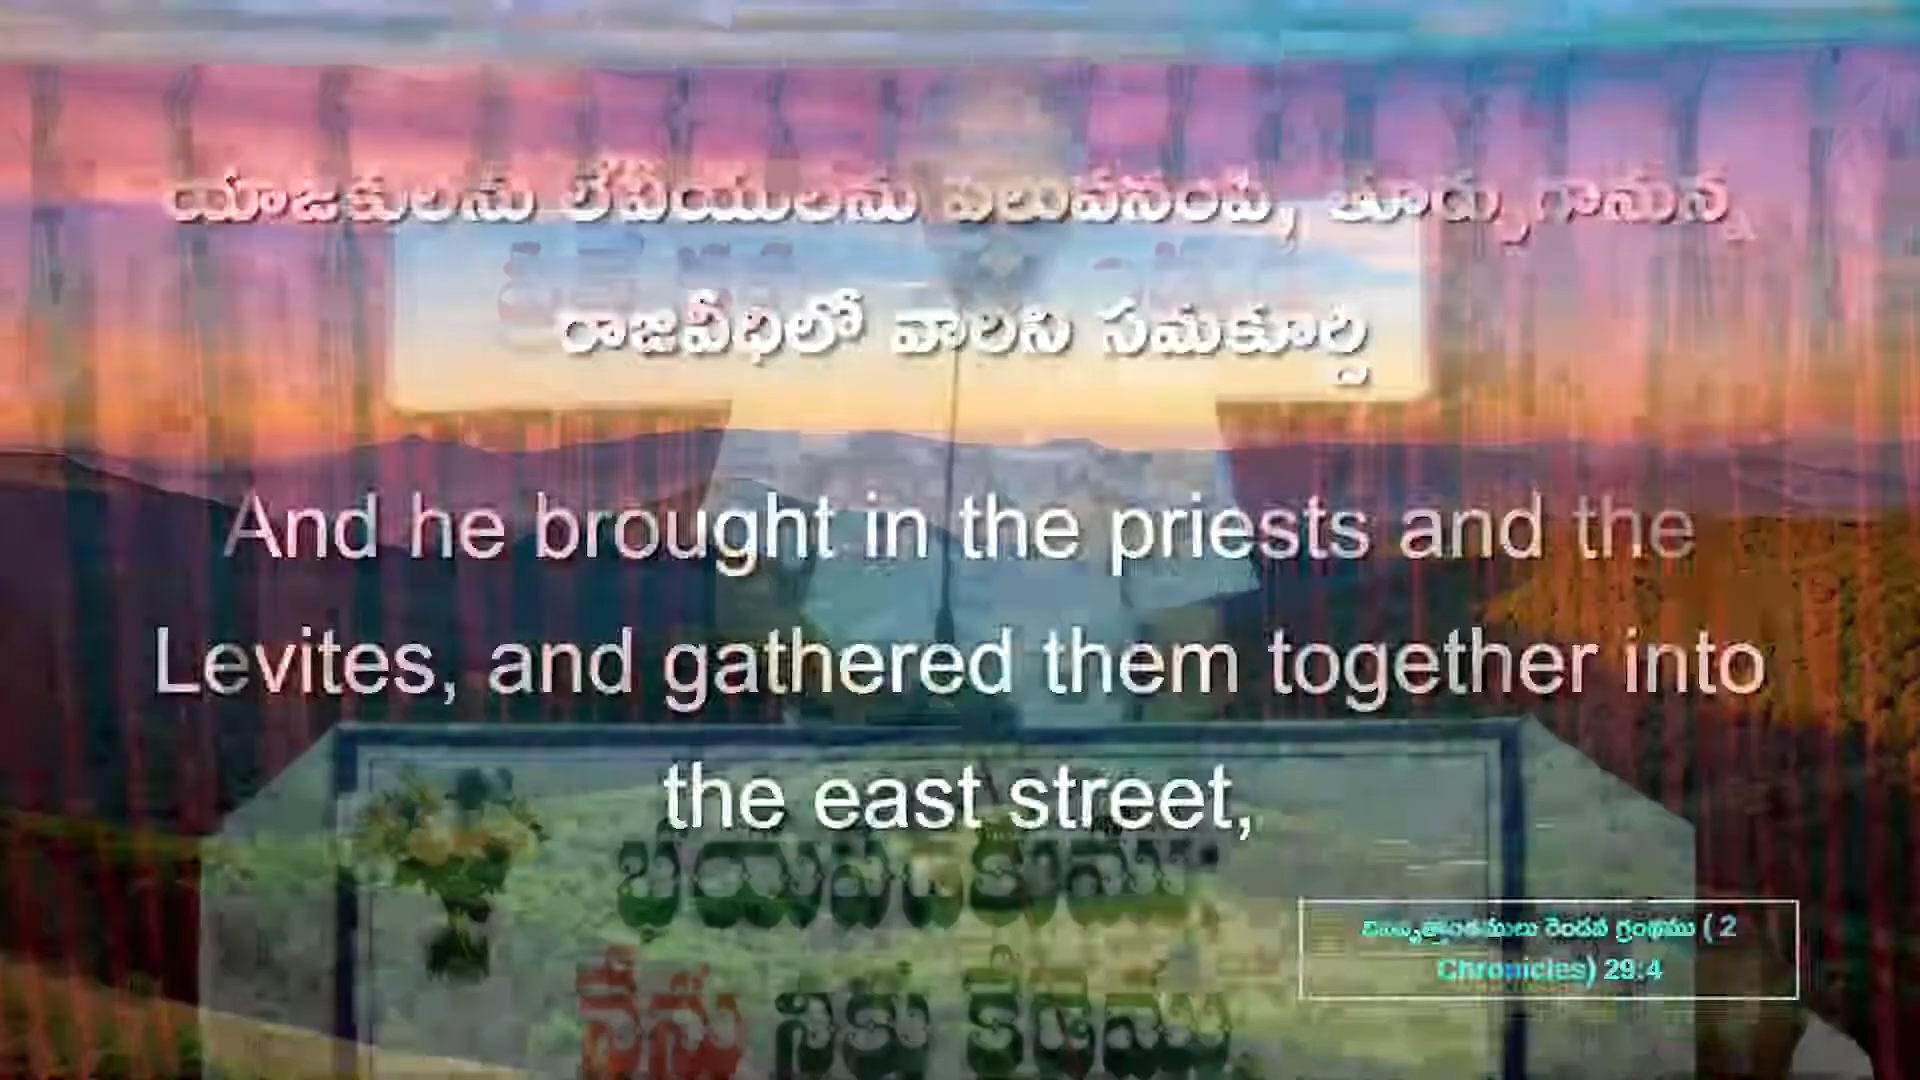 యాజకులను లేవీయులను పిలువనంపి, తూర్పుగానున్న
రాజవీధిలో వారిని సమకూర్చి
And he brought in the priests and the
Levites, and gathered them together into
the east street,
భయపడకుము
నేను నీకు కేడెము
దినవృత్తాంతములు రెండవ గ్రంథము ( 2
Chronicles) 29:4